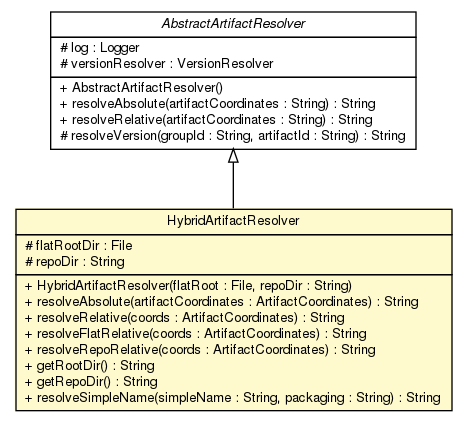 AbstractArtifactResolver
# log : Logger
# versionResolver : VersionResolver
+ AbstractArtifactResolver()
+ resolveAbsolute(artifactCoordinates : String) : String
+ resolveRelative(artifactCoordinates : String) : String
# resolveVersion(groupId : String, artifactId : String) : String
HybridArtifactResolver
# flatRootDir : File
# repoDir : String
+ HybridArtifactResolver(flatRoot : File, repoDir : String)
+ resolveAbsolute(artifactCoordinates : ArtifactCoordinates) : String
+ resolveRelative(coords : ArtifactCoordinates) : String
+ resolveFlatRelative(coords : ArtifactCoordinates) : String
+ resolveRepoRelative(coords : ArtifactCoordinates) : String
+ getRootDir() : String
+ getRepoDir() : String
+ resolveSimpleName(simpleName : String, packaging : String) : String